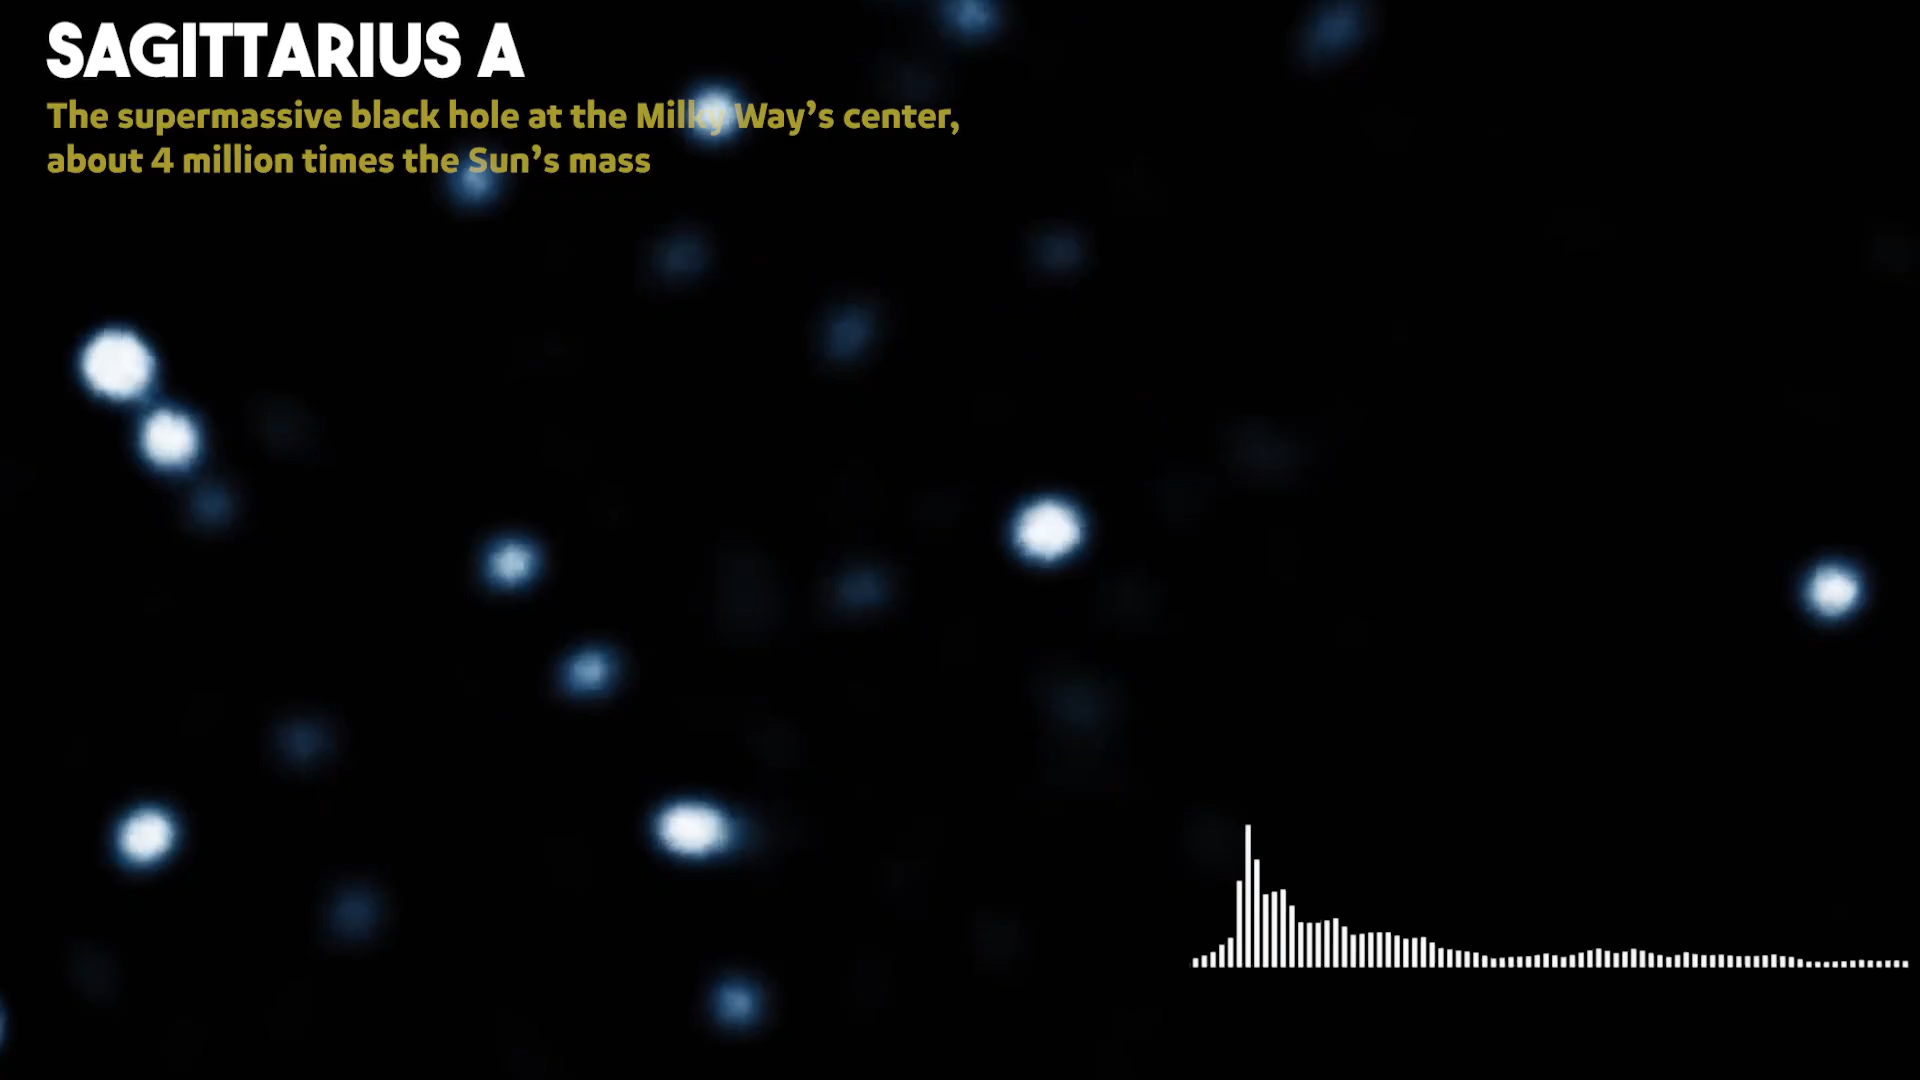 SAGITTARIUS A
The supermassive black hole at the Milky Way’s center,
about 4 million times the Sun’s mass